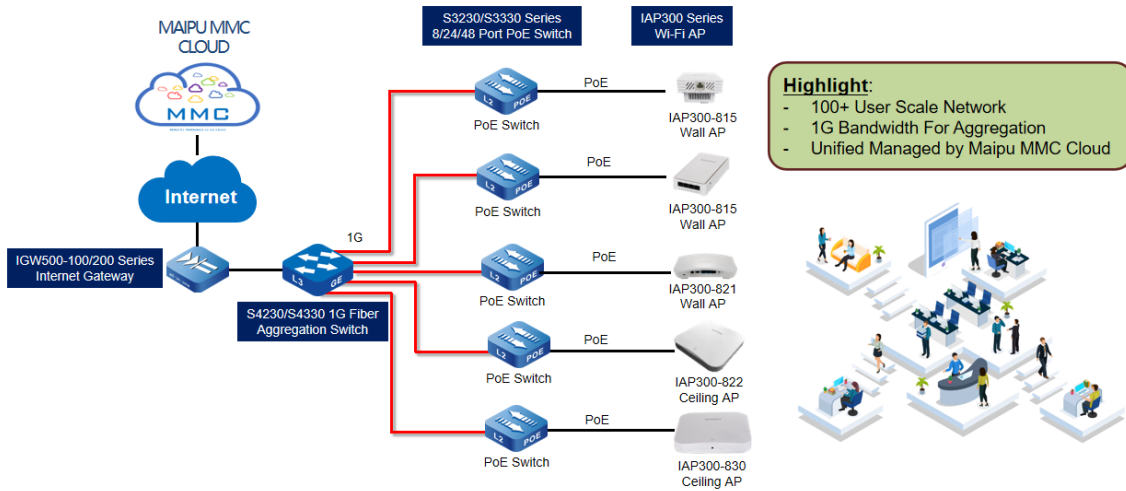 MAIPU MMC
CLOUD
MMC
Internet
IGW500-100/200 Series
Internet Gateway
L3
GE
S4230/S4330 1G Fiber
Aggregation Switch
1G
S3230/S3330 Series
8/24/48 Port PoE Switch
IAP300 Series
Wi-Fi AP
L2 POE
PoE Switch
PoE
IAP300-815
Wall AP
L2 POE
PoE Switch
PoE
IAP300-815
Wall AP
L2 POE
PoE Switch
PoE
IAP300-821
Wall AP
L2 POE
PoE Switch
PoE
IAP300-822
Ceiling AP
L2 POE
PoE Switch
PoE
IAP300-830
Ceiling AP
Highlight:
- 100+ User Scale Network
- 1G Bandwidth For Aggregation
- Unified Managed by Maipu MMC Cloud